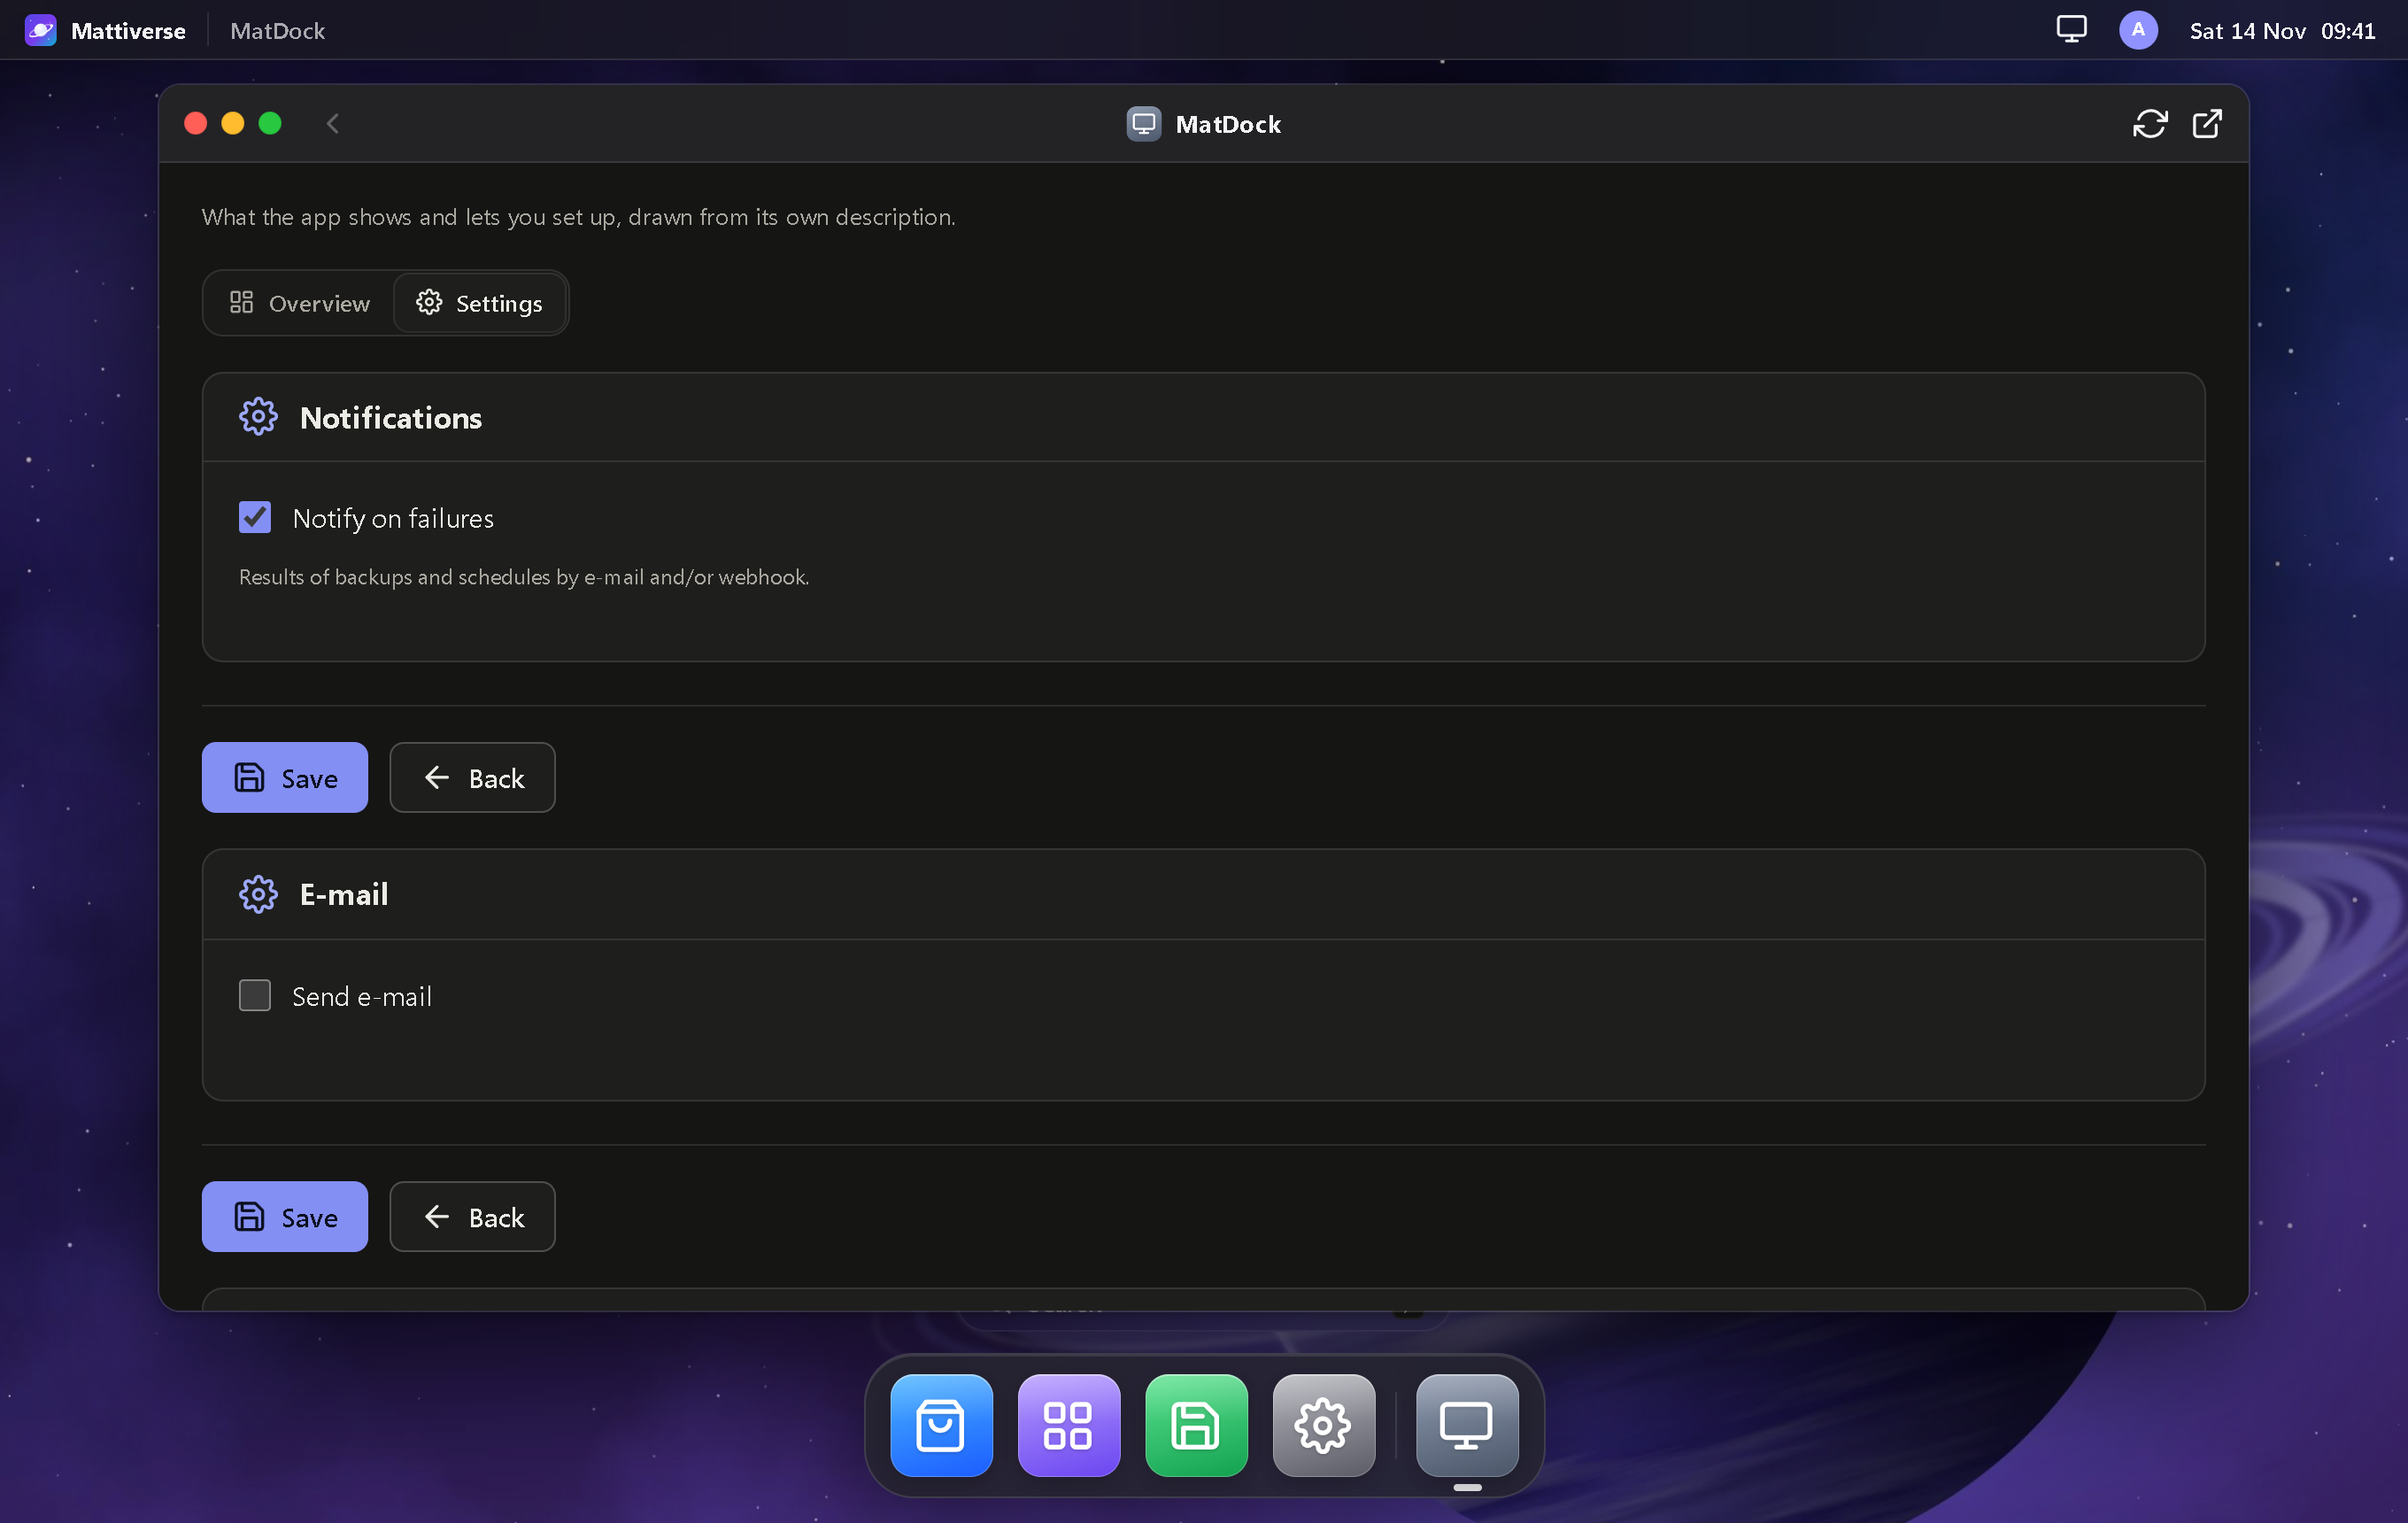 Mattiverse
MatDock
A
Sat 14 Nov 09:41
MatDock
What the app shows and lets you set up, drawn from its own description.
Overview
Settings
Notifications
Notify on failures
Results of backups and schedules by e-mail and/or webhook.
Save
Back
E-mail
Send e-mail
Save
Back